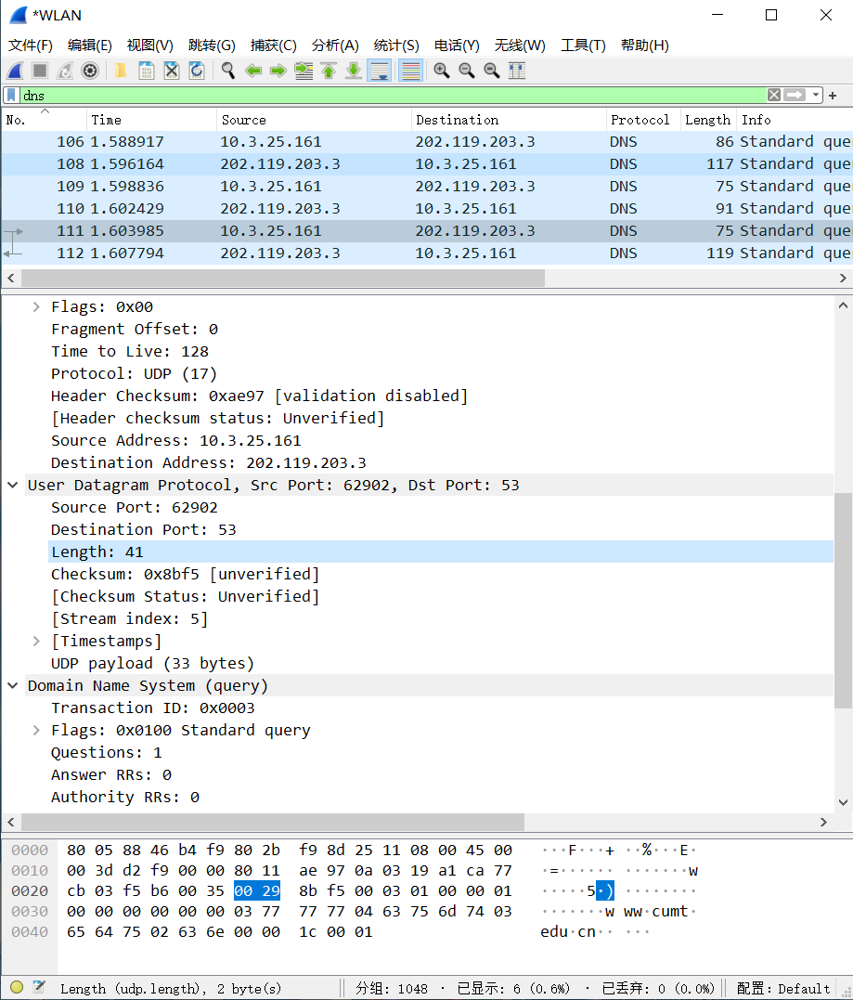 *WLAN
文件(F) 编辑(E) 视图(V) 跳转(G) 捕获(C) 分析(A) 统计(S) 电话(Y) 无线(W) 工具(T) 帮助(H)
dns
No. Time Source Destination Protocol Length Info
106 1.588917 10.3.25.161 202.119.203.3 DNS 86 Standard que
108 1.596164 202.119.203.3 10.3.25.161 DNS 117 Standard que
109 1.598836 10.3.25.161 202.119.203.3 DNS 75 Standard que
110 1.602429 202.119.203.3 10.3.25.161 DNS 91 Standard que
111 1.603985 10.3.25.161 202.119.203.3 DNS 75 Standard que
112 1.607794 202.119.203.3 10.3.25.161 DNS 119 Standard que
Flags: 0x00
Fragment Offset: 0
Time to Live: 128
Protocol: UDP (17)
Header Checksum: 0xae97 [validation disabled]
[Header checksum status: Unverified]
Source Address: 10.3.25.161
Destination Address: 202.119.203.3
User Datagram Protocol, Src Port: 62902, Dst Port: 53
Source Port: 62902
Destination Port: 53
Length: 41
Checksum: 0x8bf5 [unverified]
[Checksum Status: Unverified]
[Stream index: 5]
[Timestamps]
UDP payload (33 bytes)
Domain Name System (query)
Transaction ID: 0x0003
Flags: 0x0100 Standard query
Questions: 1
Answer RRs: 0
Authority RRs: 0
0000 80 05 88 46 b4 f9 80 2b f9 8d 25 11 08 00 45 00 ···F···+ ··%···E·
0010 00 3d d2 f9 00 00 80 11 ae 97 0a 03 19 a1 ca 77 ·=······ ·······w
0020 cb 03 f5 b6 00 35 00 29 8b f5 00 03 01 00 00 01 ·····5·) ········
0030 00 00 00 00 00 00 03 77 77 77 04 63 75 6d 74 03 ·······w ww·cumt·
0040 65 64 75 02 63 6e 00 00 1c 00 01 edu·cn·· ···
Length (udp.length), 2 byte(s) 分组: 1048 · 已显示: 6 (0.6%) · 已丢弃: 0 (0.0%) 配置: Default